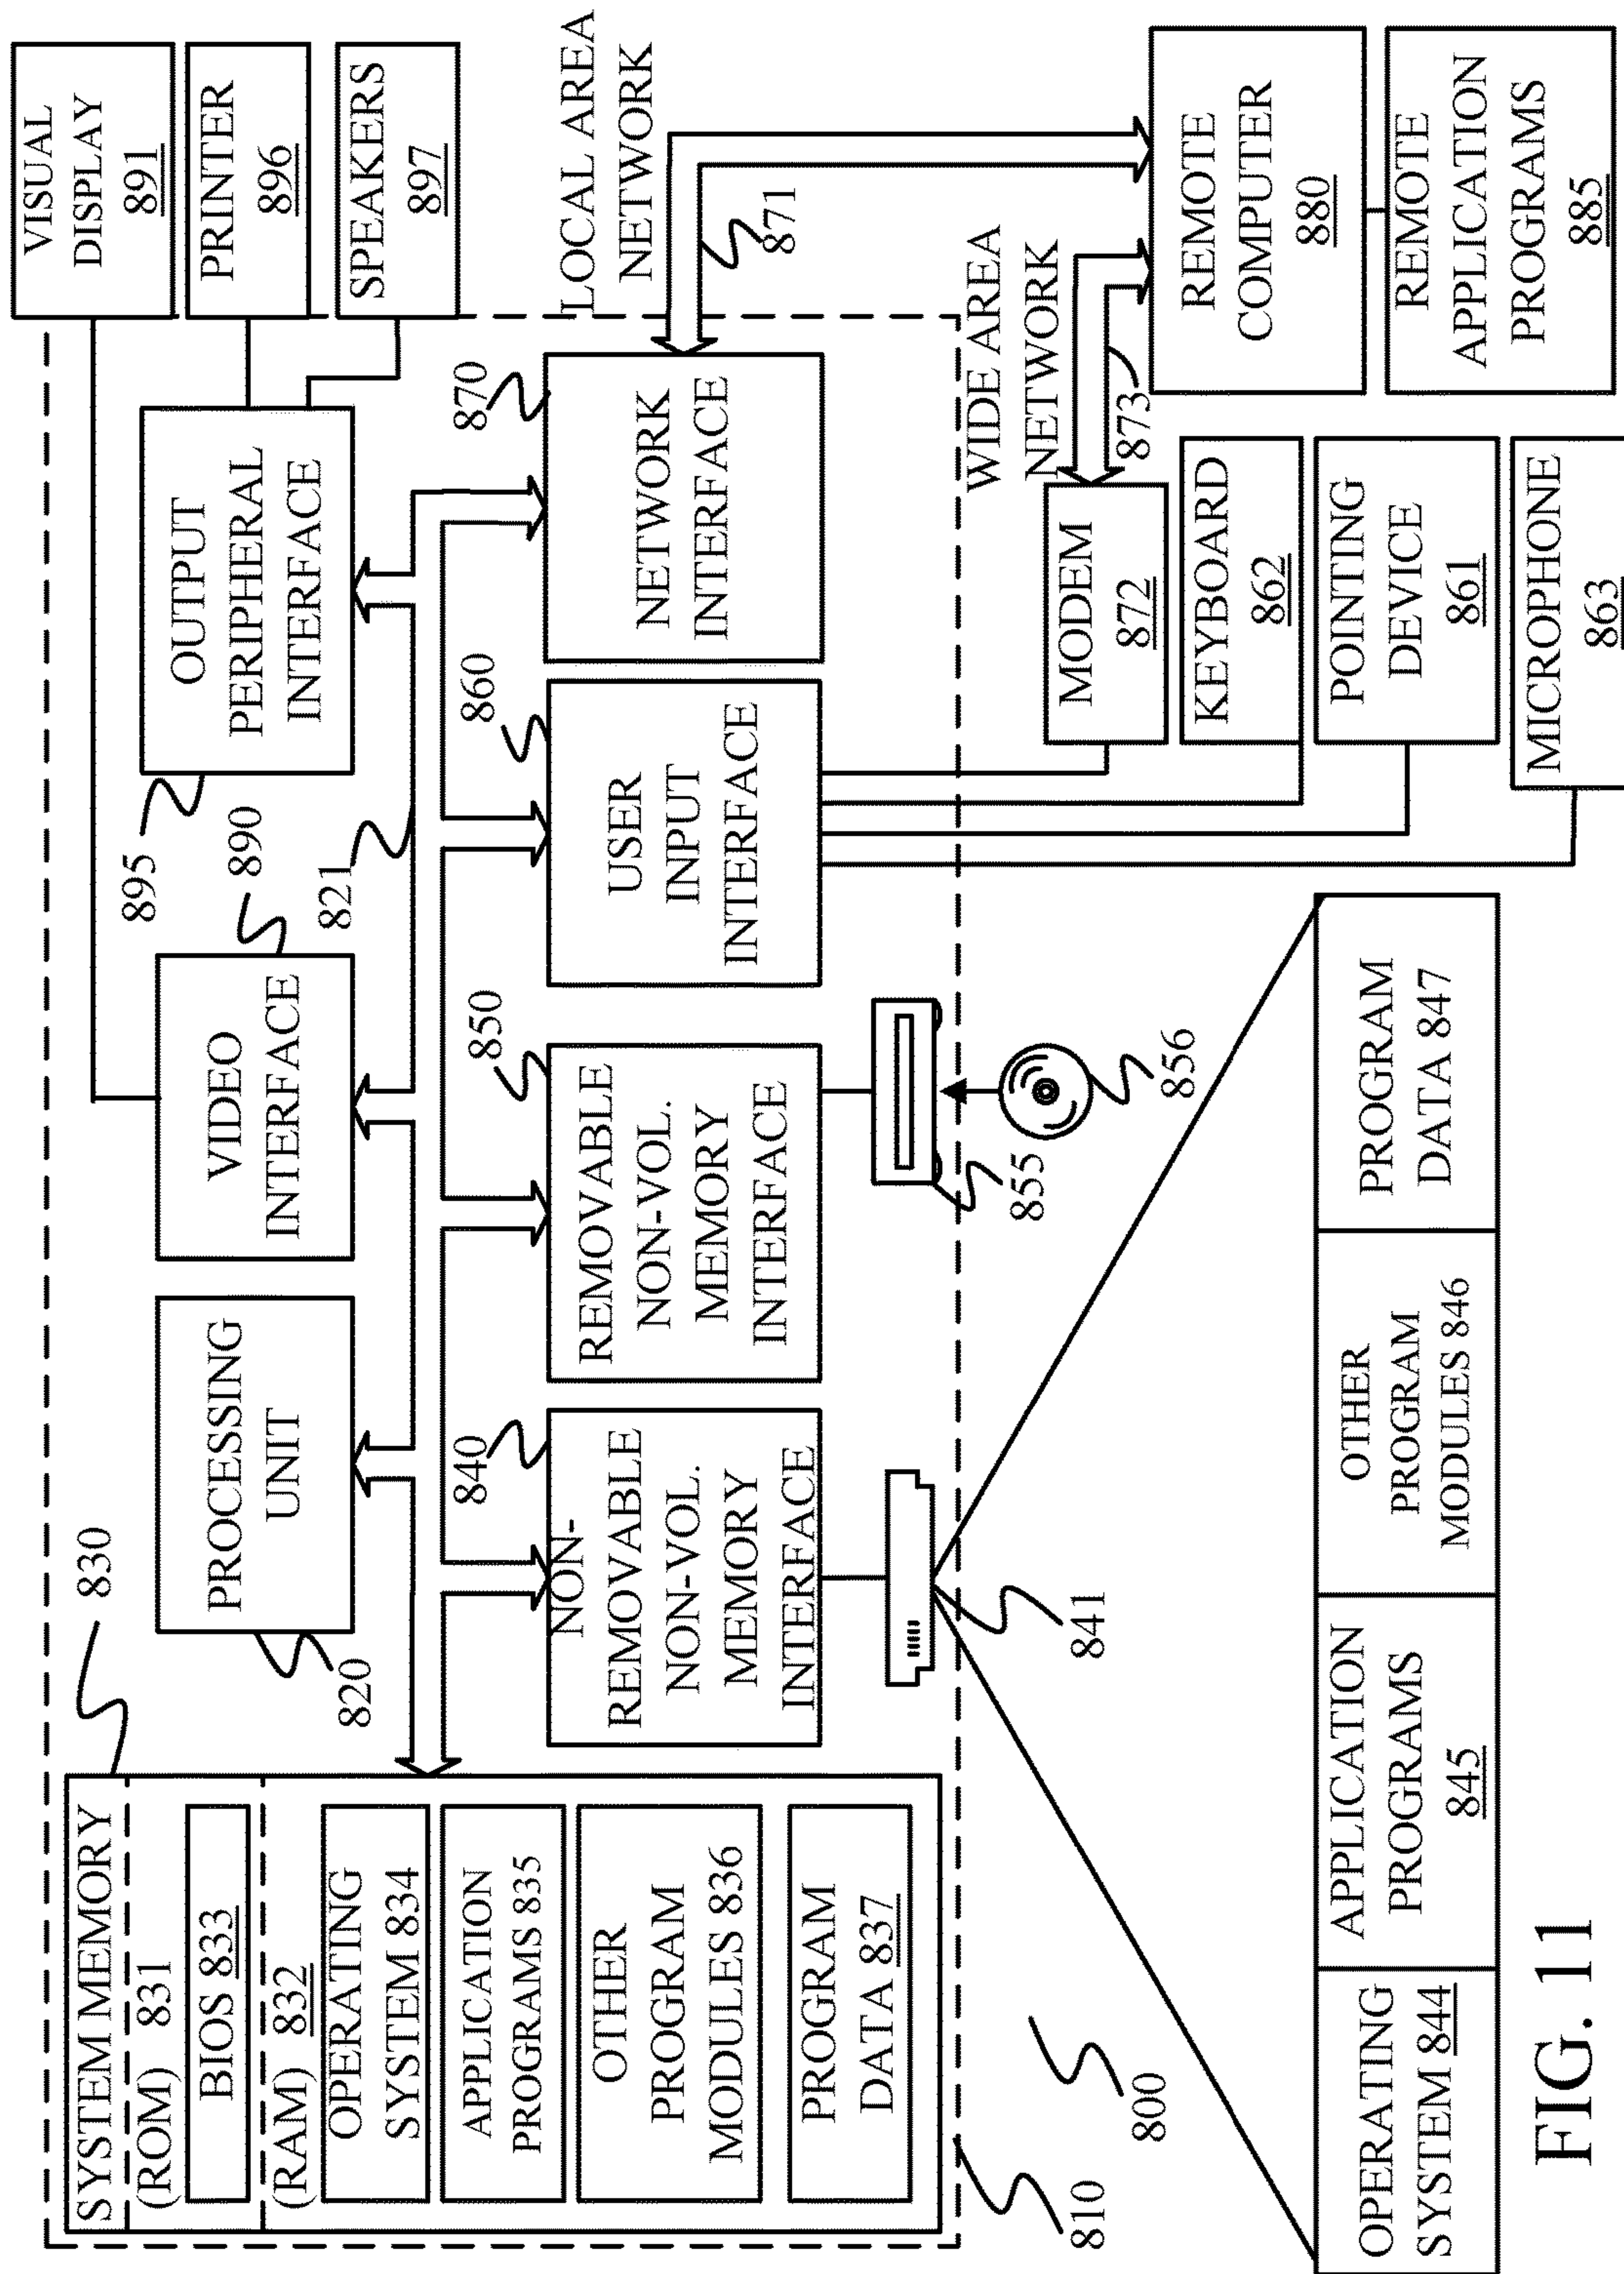 SYSTEM MEMORY
(ROM) 831
BIOS 833
(RAM) 832
OPERATING
SYSTEM 834
APPLICATION
PROGRAMS 835
OTHER
PROGRAM
MODULES 836
PROGRAM
DATA 837
830
820
PROCESSING
UNIT
VIDEO
INTERFACE
890
895
OUTPUT
PERIPHERAL
INTERFACE
821
VISUAL
DISPLAY
891
PRINTER
896
SPEAKERS
897
840
NON-
REMOVABLE
NON-VOL.
MEMORY
INTERFACE
850
REMOVABLE
NON-VOL.
MEMORY
INTERFACE
860
USER
INPUT
INTERFACE
870
NETWORK
INTERFACE
LOCAL AREA
NETWORK
871
810
800
841
855
856
WIDE AREA
NETWORK
873
MODEM
872
KEYBOARD
862
POINTING
DEVICE
861
MICROPHONE
863
REMOTE
COMPUTER
880
REMOTE
APPLICATION
PROGRAMS
885
OPERATING
SYSTEM 844
APPLICATION
PROGRAMS
845
OTHER
PROGRAM
MODULES 846
PROGRAM
DATA 847
FIG. 11